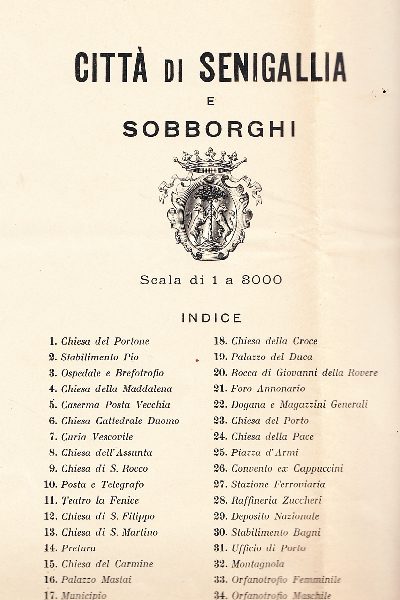 CITTÀ DI SENIGALLIA
E
SOBBORGHI
Scala di 1 a 8000
INDICE
1. Chiesa del Portone
2. Stabilimento Pio
3. Ospedale e Brefotrofio
4. Chiesa della Maddalena
5. Caserma Posta Vecchia
6. Chiesa Cattedrale Duomo
7. Curia Vescovile
8. Chiesa dell'Assunta
9. Chiesa di S. Rocco
10. Posta e Telegrafo
11. Teatro la Fenice
12. Chiesa di S. Filippo
13. Chiesa di S. Martino
14. Pretura
15. Chiesa del Carmine
16. Palazzo Mastai
17. Municipio
18. Chiesa della Croce
19. Palazzo del Duca
20. Rocca di Giovanni della Rovere
21. Foro Annonario
22. Dogana e Magazzini Generali
23. Chiesa del Porto
24. Chiesa della Pace
25. Piazza d'Armi
26. Convento ex Cappuccini
27. Stazione Ferroviaria
28. Raffineria Zuccheri
29. Deposito Nazionale
30. Stabilimento Bagni
31. Ufficio di Porto
32. Montagnola
33. Orfanotrofio Femminile
34. Orfanotrofio Maschile